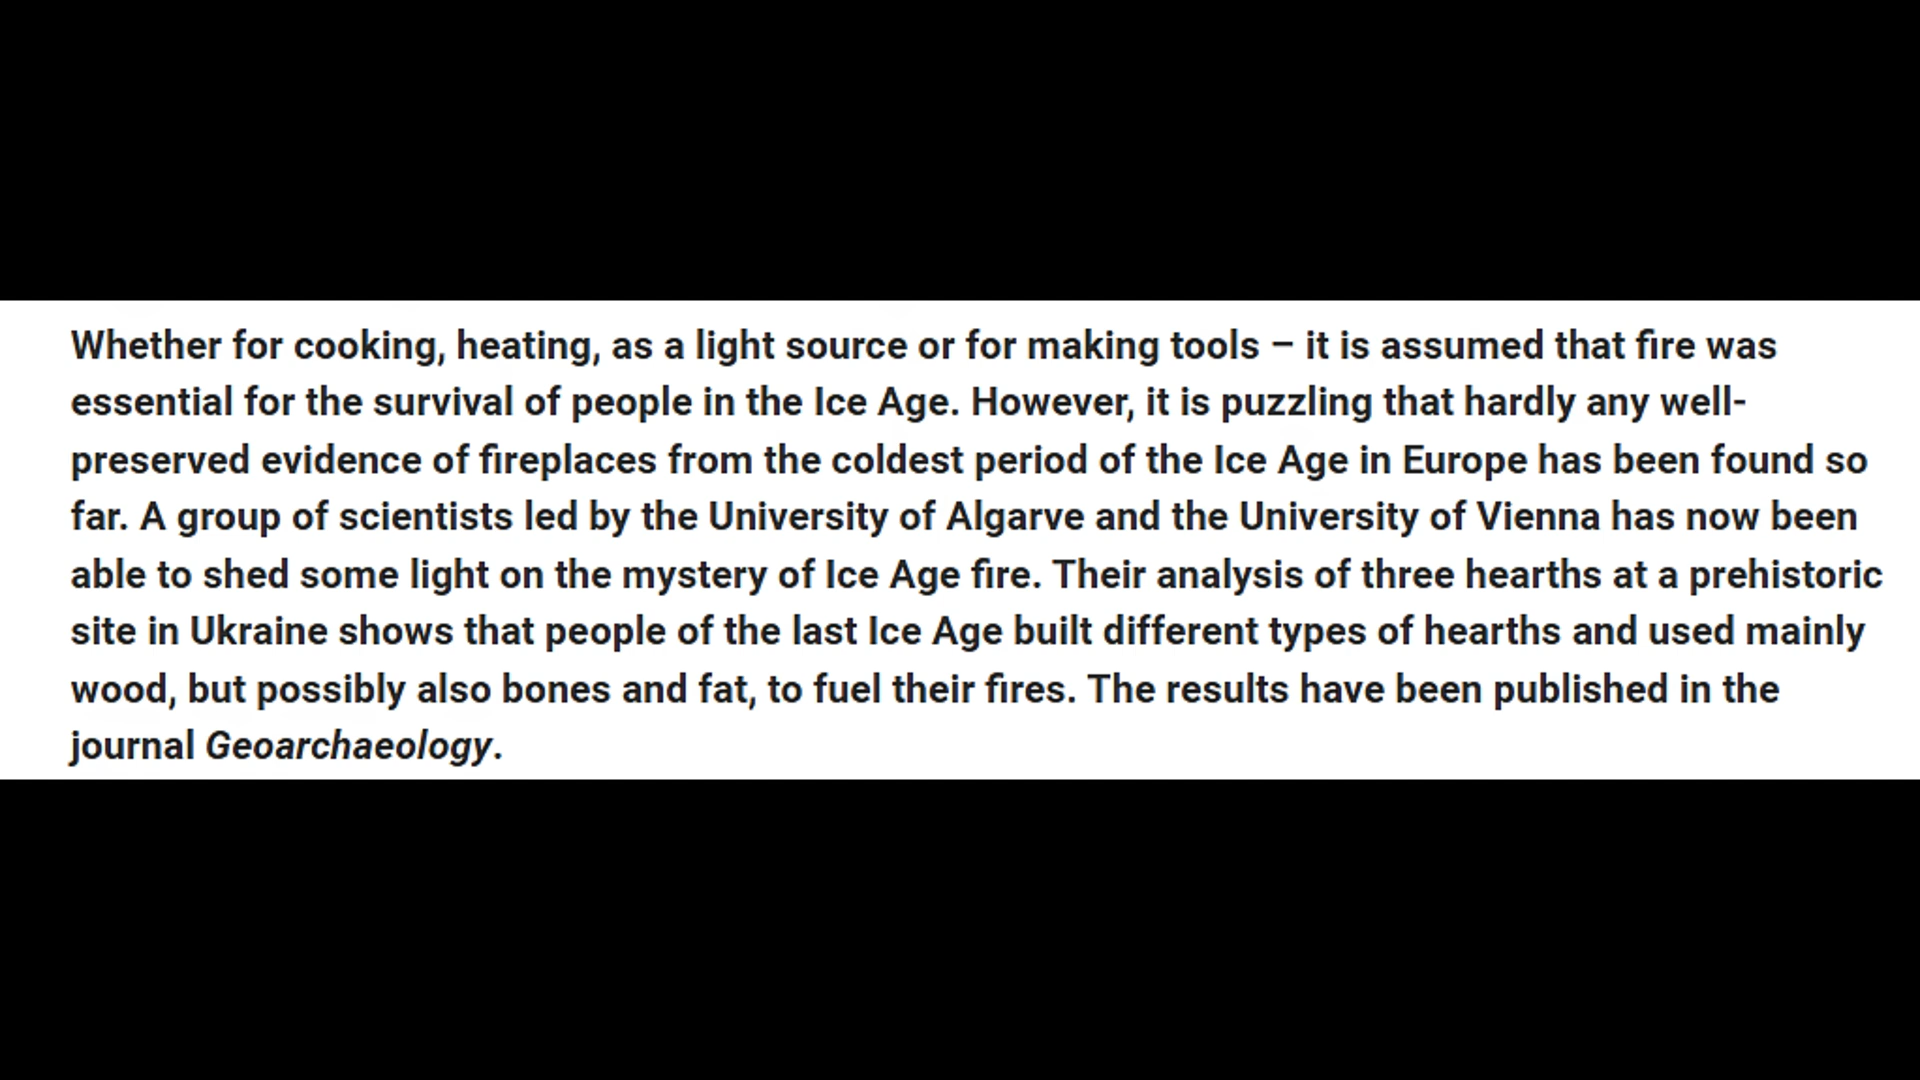 Whether for cooking, heating, as a light source or for making tools – it is assumed that fire was
essential for the survival of people in the Ice Age. However, it is puzzling that hardly any well-
preserved evidence of fireplaces from the coldest period of the Ice Age in Europe has been found so
far. A group of scientists led by the University of Algarve and the University of Vienna has now been
able to shed some light on the mystery of Ice Age fire. Their analysis of three hearths at a prehistoric
site in Ukraine shows that people of the last Ice Age built different types of hearths and used mainly
wood, but possibly also bones and fat, to fuel their fires. The results have been published in the
journal Geoarchaeology.